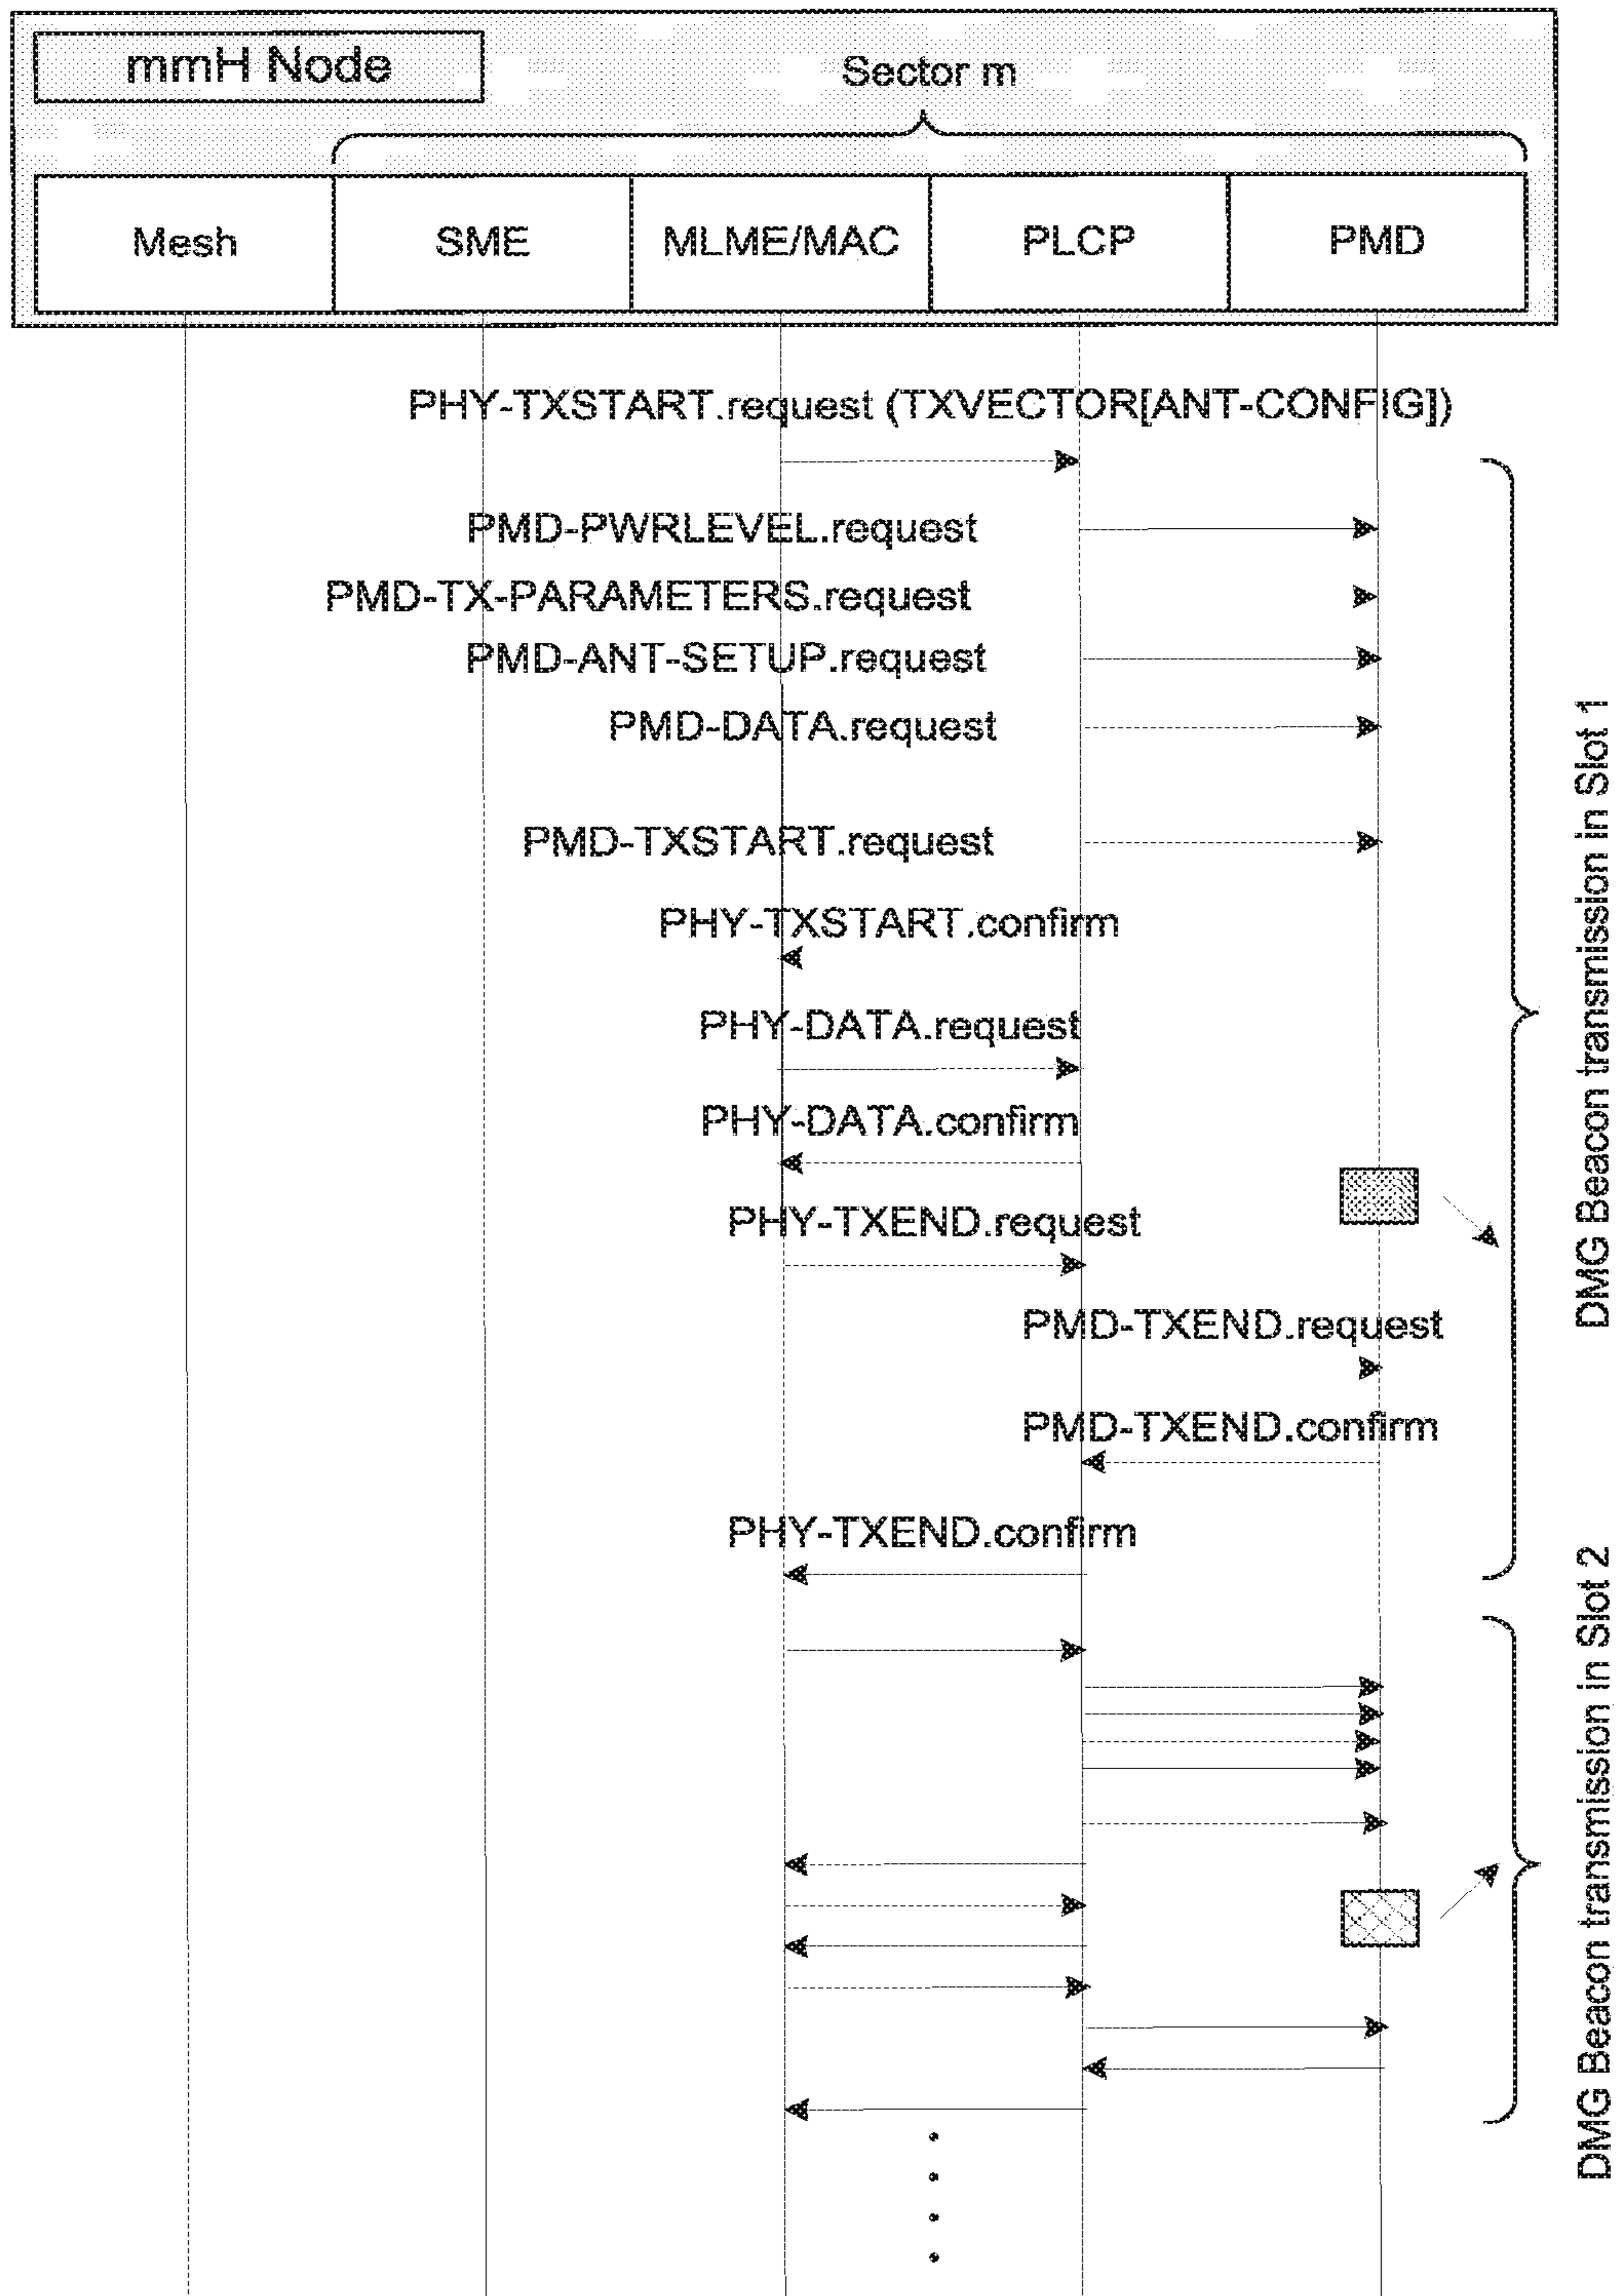 mmH Node
Sector m
Mesh
SME
MLME/MAC
PLCP
PMD
PHY-TXSTART.request (TXVECTOR[ANT-CONFIG])
PMD-PWRLEVEL.request
PMD-TX-PARAMETERS.request
PMD-ANT-SETUP.request
PMD-DATA.request
PMD-TXSTART.request
PHY-TXSTART.confirm
PHY-DATA.request
PHY-DATA.confirm
PHY-TXEND.request
PMD-TXEND.request
PMD-TXEND.confirm
PHY-TXEND.confirm
DMG Beacon transmission in Slot 1
DMG Beacon transmission in Slot 2